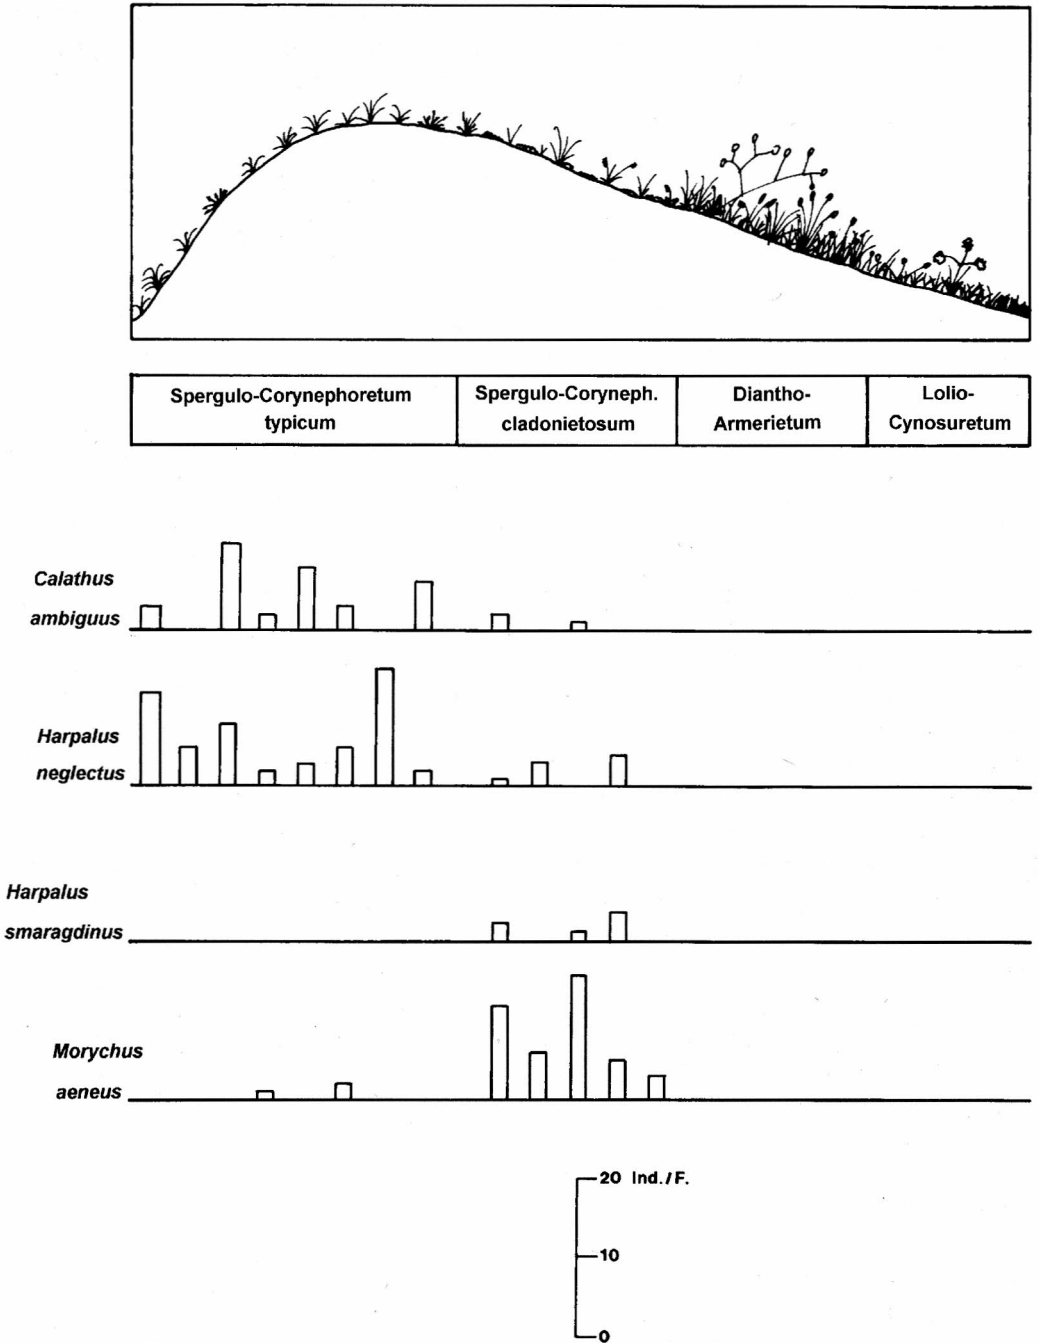 Spergulo-Corynephoretum
typicum
Spergulo-Coryneph.
cladonietosum
Diantho-
Armerietum
Lolio-
Cynosuretum
Calathus
ambiguus
Harpalus
neglectus
Harpalus
smaragdinus
Morychus
aeneus
20 Ind./F.
10
0